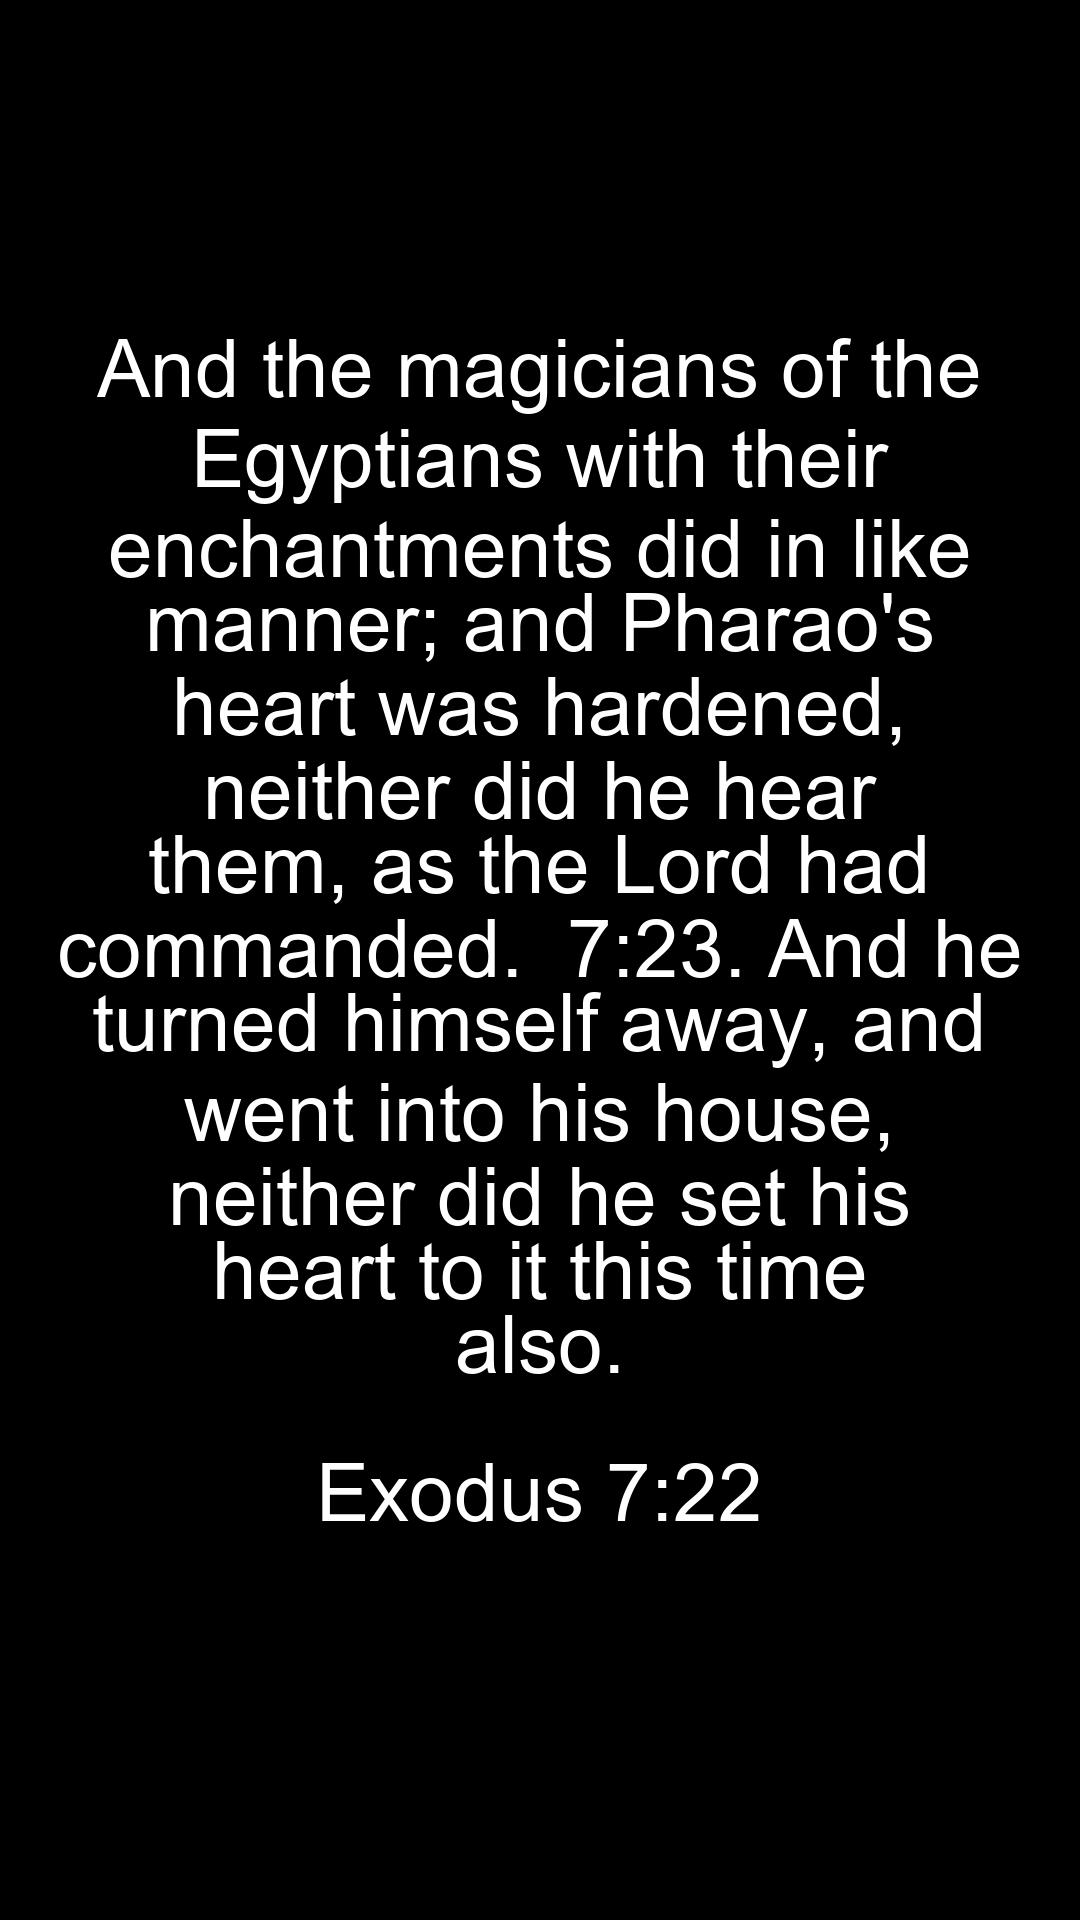 And the magicians of the
Egyptians with their
enchantments did in like
manner; and Pharao's
heart was hardened,
neither did he hear
them, as the Lord had
commanded.  7:23. And he
turned himself away, and
went into his house,
neither did he set his
heart to it this time
also.
Exodus 7:22